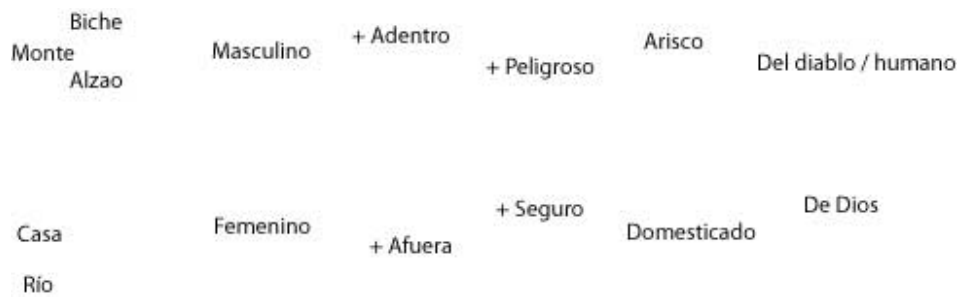 Biche
Monte
Alzao
Masculino
+ Adentro
+ Peligroso
Arisco
Del diablo / humano
Casa
Río
Femenino
+ Afuera
+ Seguro
Domesticado
De Dios